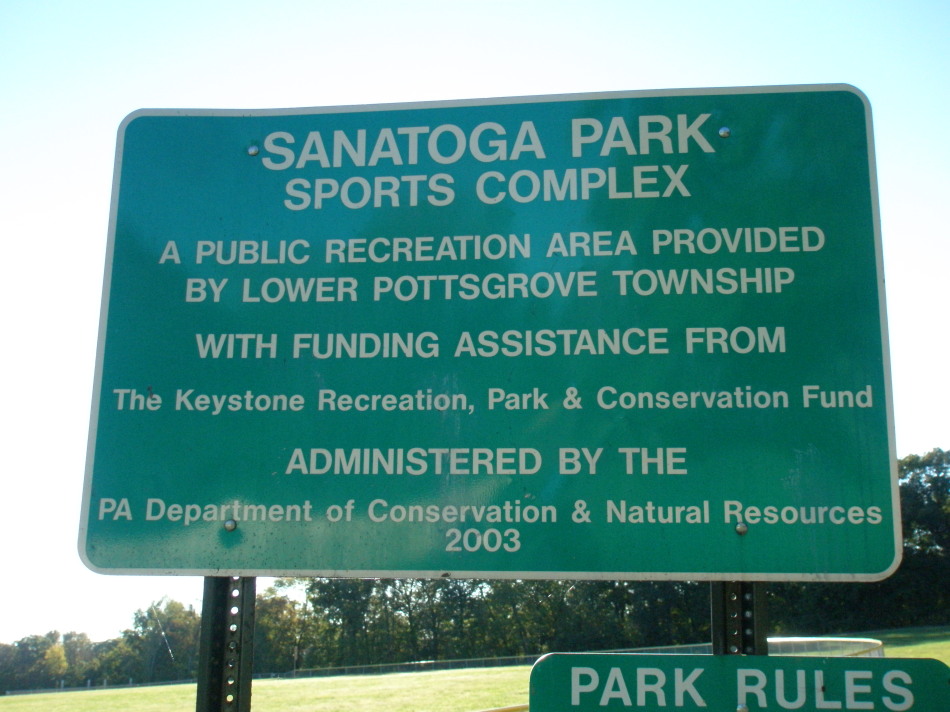 SANATOGA PARK
SPORTS COMPLEX
A PUBLIC RECREATION AREA PROVIDED
BY LOWER POTTSGROVE TOWNSHIP
WITH FUNDING ASSISTANCE FROM
The Keystone Recreation, Park & Conservation Fund
ADMINISTERED BY THE
PA Department of Conservation & Natural Resources
2003
PARK RULES